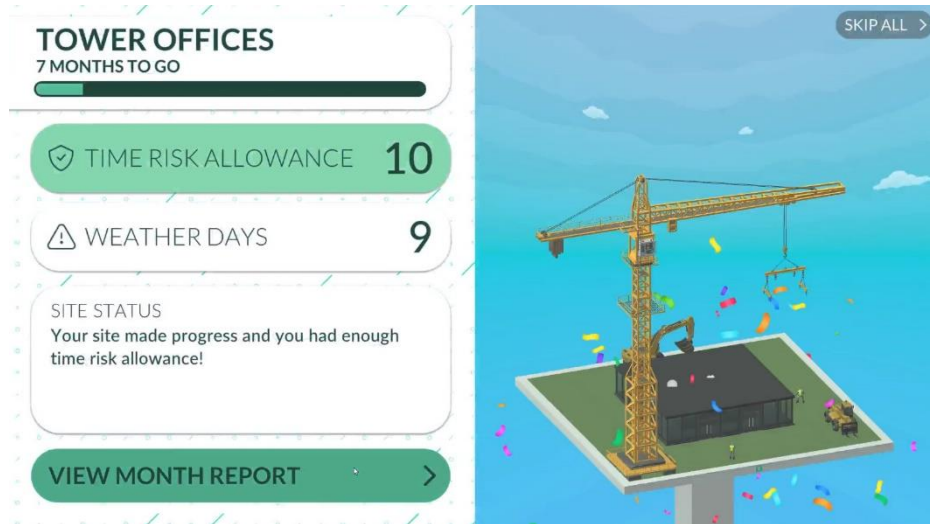 TOWER OFFICES
7 MONTHS TO GO
TIME RISK ALLOWANCE 10
WEATHER DAYS 9
SITE STATUS
Your site made progress and you had enough
time risk allowance!
VIEW MONTH REPORT
SKIP ALL